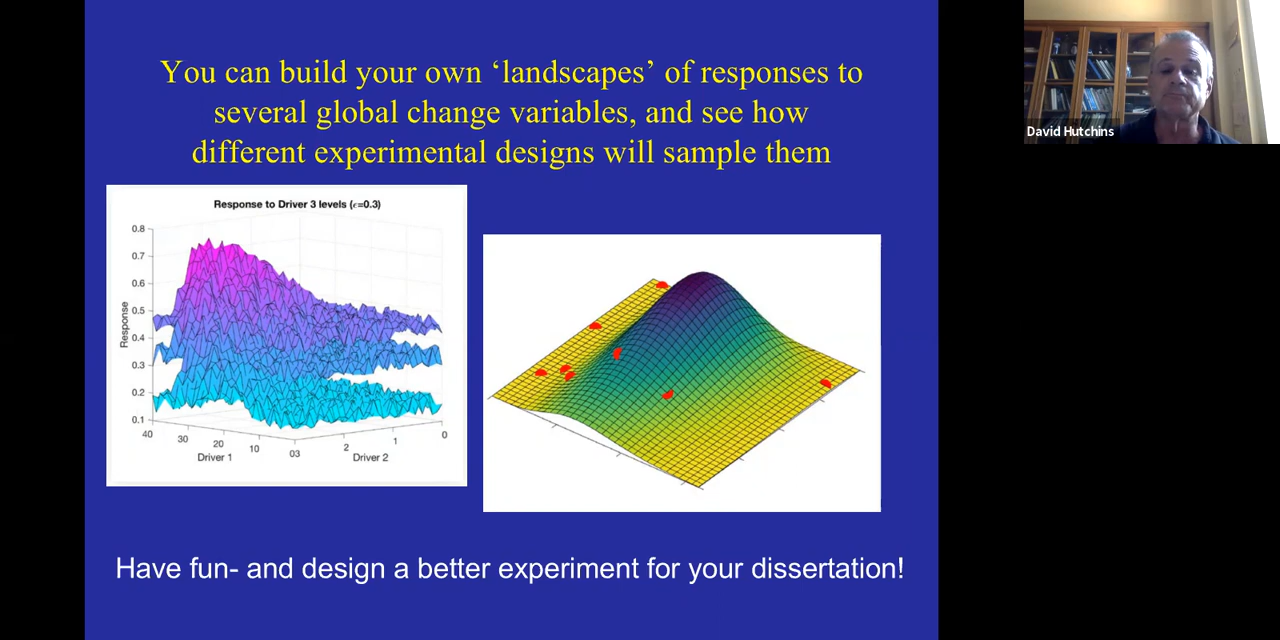 You can build your own ‘landscapes’ of responses to
several global change variables, and see how
different experimental designs will sample them
Response to Driver 3 levels (ϵ=0.3)
0.8
0.7
0.6
0.5
0.4
0.3
0.2
0.1
Response
40
30
20
10
03
2
1
0
Driver 1
Driver 2
Have fun- and design a better experiment for your dissertation!
David Hutchins